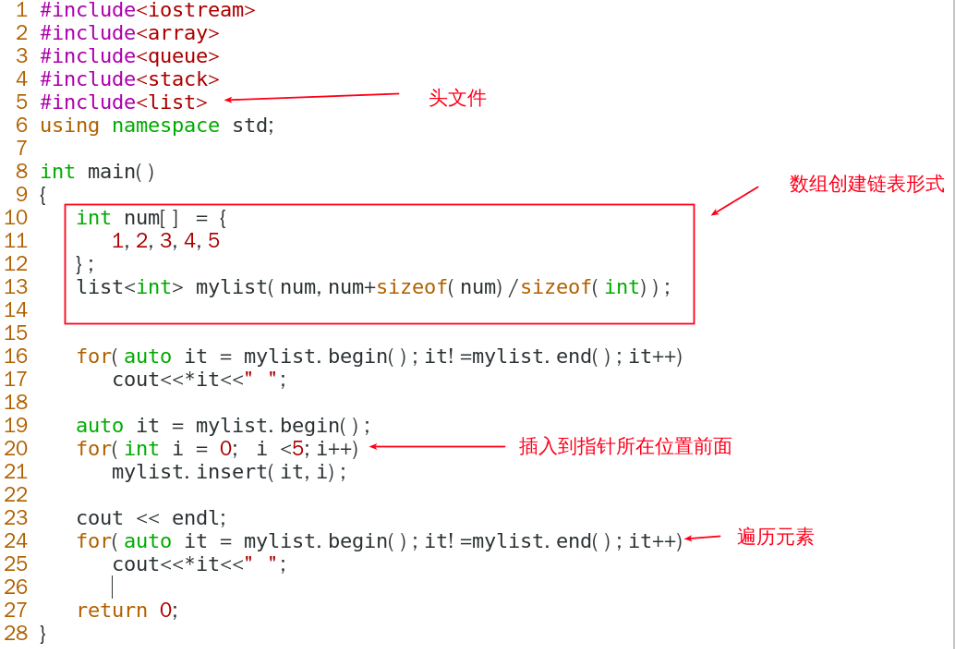 1 #include<iostream>
2 #include<array>
3 #include<queue>
4 #include<stack>
5 #include<list>
头文件
6 using namespace std;
7
8 int main()
数组创建链表形式
9 {
10 int num[] = {
11 1,2,3,4,5
12 };
13 list<int> mylist(num,num+sizeof(num)/sizeof(int));
14
15
16 for(auto it = mylist.begin();it!=mylist.end();it++)
17 cout<<*it<<" ";
18
19 auto it = mylist.begin();
20 for(int i = 0; i <5;i++)
插入到指针所在位置前面
21 mylist.insert(it,i);
22
23 cout << endl;
24 for(auto it = mylist.begin();it!=mylist.end();it++)
遍历元素
25 cout<<*it<<" ";
26
27 return 0;
28 }